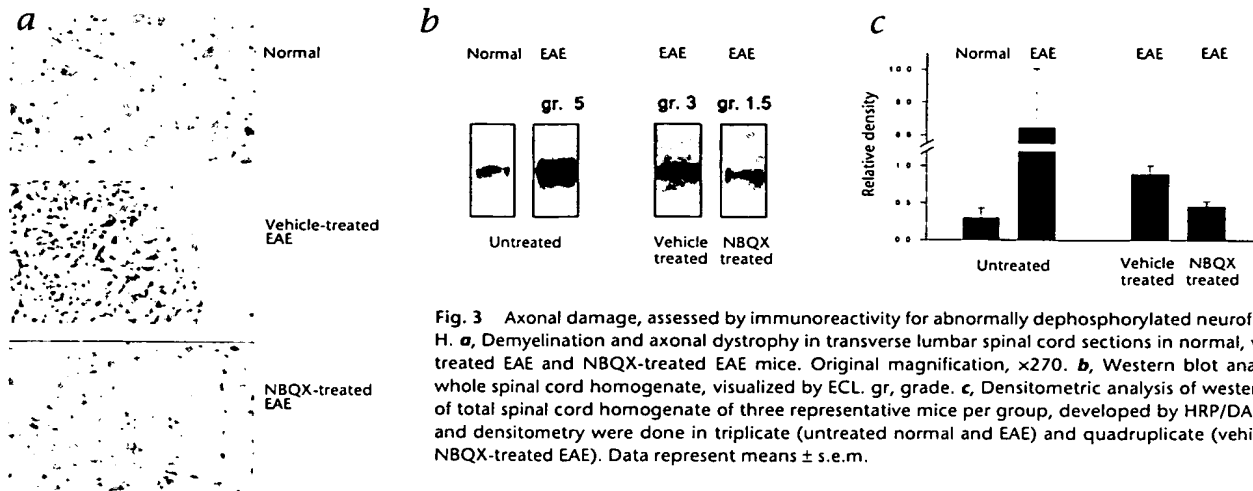 a
Normal
Vehicle-treated
EAE
NBQX-treated
EAE
b
Normal EAE EAE EAE
gr. 5 gr. 3 gr. 1.5
Untreated Vehicle treated NBQX treated
c
Normal EAE EAE EAE
Relative density
1.0
0.5
0.0
Untreated Vehicle treated NBQX treated
Fig. 3 Axonal damage, assessed by immunoreactivity for abnormally dephosphorylated neurof
H. a, Demyelination and axonal dystrophy in transverse lumbar spinal cord sections in normal,
treated EAE and NBQX-treated EAE mice. Original magnification, ×270. b, Western blot ana
whole spinal cord homogenate, visualized by ECL. gr, grade. c, Densitometric analysis of wester
of total spinal cord homogenate of three representative mice per group, developed by HRP/DA
and densitometry were done in triplicate (untreated normal and EAE) and quadruplicate (vehi
NBQX-treated EAE). Data represent means ± s.e.m.